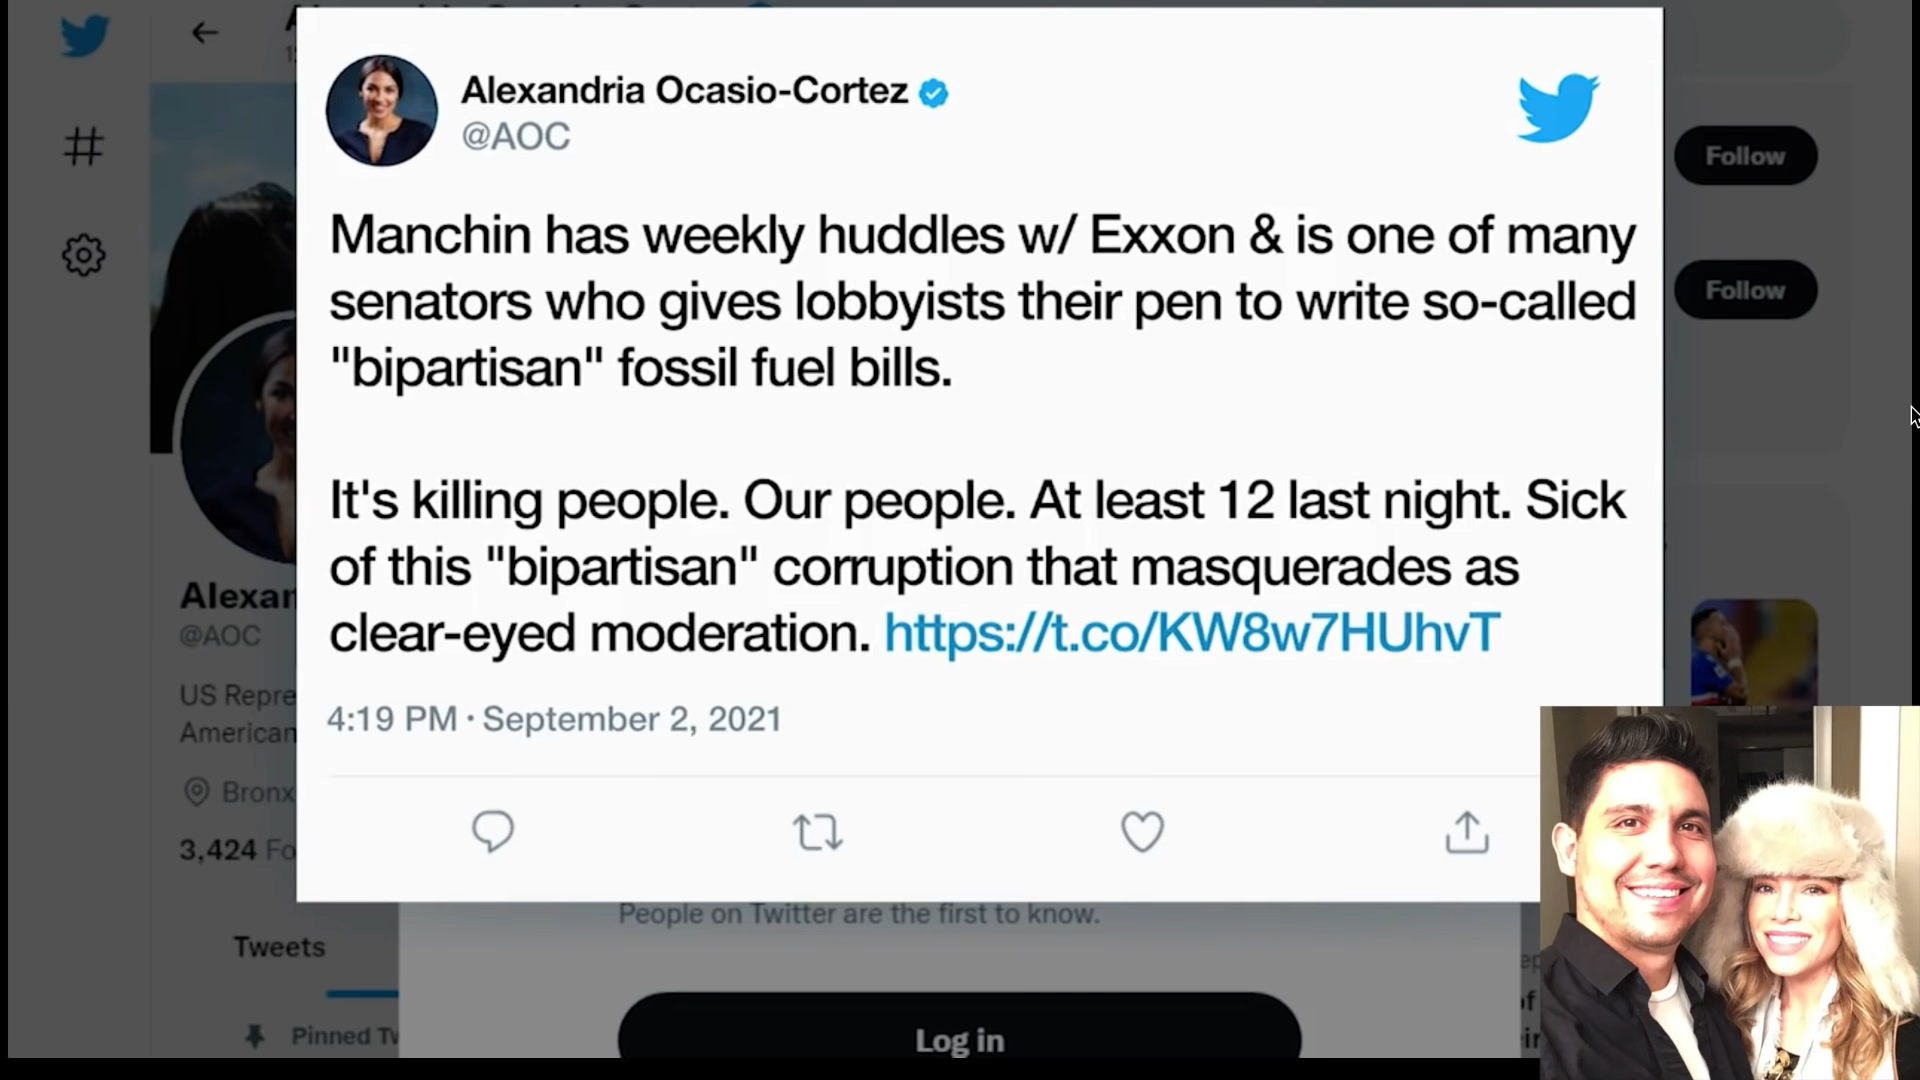 Alexandria Ocasio-Cortez
@AOC
Manchin has weekly huddles w/ Exxon & is one of many
senators who gives lobbyists their pen to write so-called
"bipartisan" fossil fuel bills.
It's killing people. Our people. At least 12 last night. Sick
of this "bipartisan" corruption that masquerades as
clear-eyed moderation. https://t.co/KW8w7HUhvT
4:19 PM · September 2, 2021
Follow
Follow
Alexan
@AOC
US Repre
American
Bronx
3,424 Fo
Tweets
Pinned Tw
People on Twitter are the first to know.
Log in